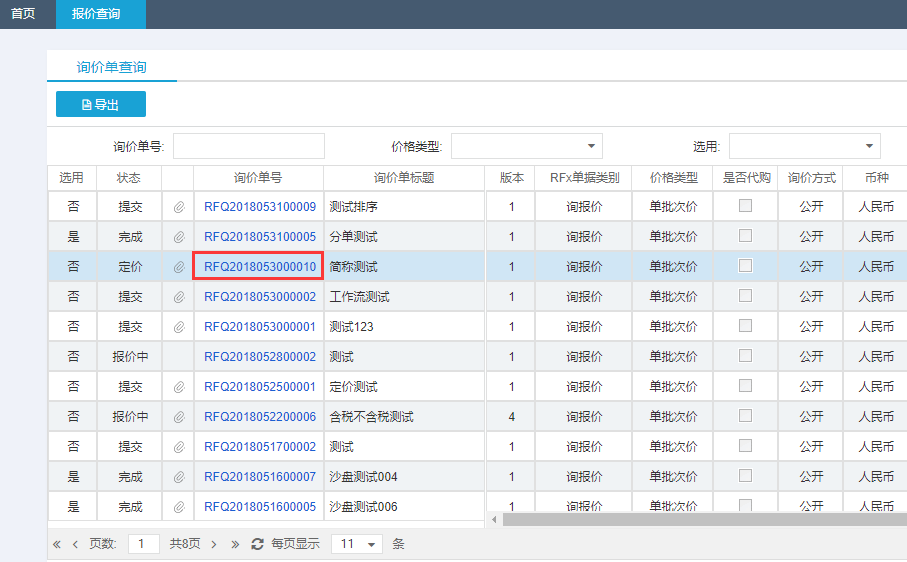 首页 报价查询
询价单查询
导出
询价单号: 价格类型: 选用:
选用 状态 询价单号 询价单标题 版本 RFx单据类别 价格类型 是否代购 询价方式 币种
否 提交 RFQ2018053100009 测试排序 1 询报价 单批次价 公开 人民币
是 完成 RFQ2018053100005 分单测试 1 询报价 单批次价 公开 人民币
否 定价 RFQ2018053000010 简称测试 1 询报价 单批次价 公开 人民币
否 提交 RFQ2018053000002 工作流测试 1 询报价 单批次价 公开 人民币
否 提交 RFQ2018053000001 测试123 1 询报价 单批次价 公开 人民币
否 报价中 RFQ2018052800002 测试 1 询报价 单批次价 公开 人民币
否 提交 RFQ2018052500001 定价测试 1 询报价 单批次价 公开 人民币
否 报价中 RFQ2018052200006 含税不含税测试 4 询报价 单批次价 公开 人民币
否 提交 RFQ2018051700002 测试 1 询报价 单批次价 公开 人民币
是 完成 RFQ2018051600007 沙盘测试004 1 询报价 单批次价 公开 人民币
是 完成 RFQ2018051600005 沙盘测试006 1 询报价 单批次价 公开 人民币
« ‹ 页数: 1 共8页 › » 每页显示 11 条